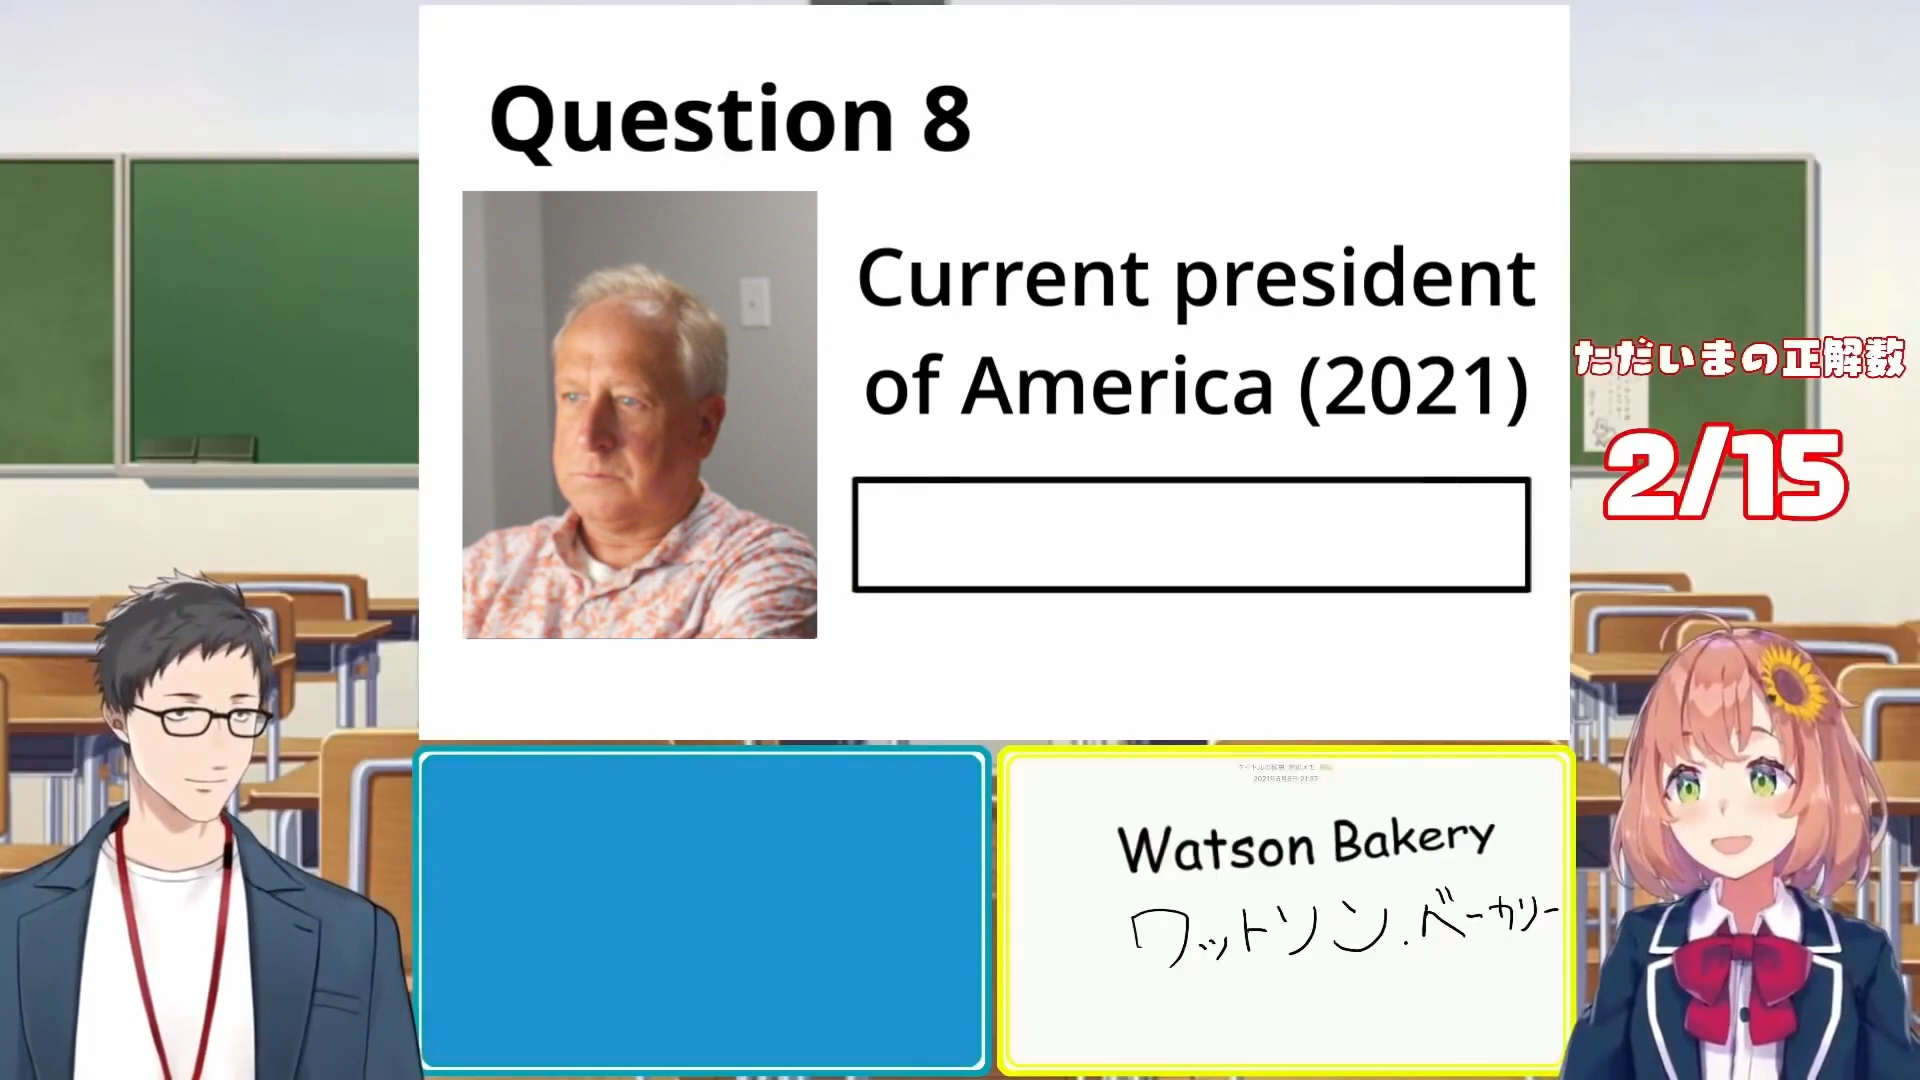 Question 8
Current president
of America (2021)
ただいまの正解数
2/15
Watson Bakery
ワットソン.ベーカリー